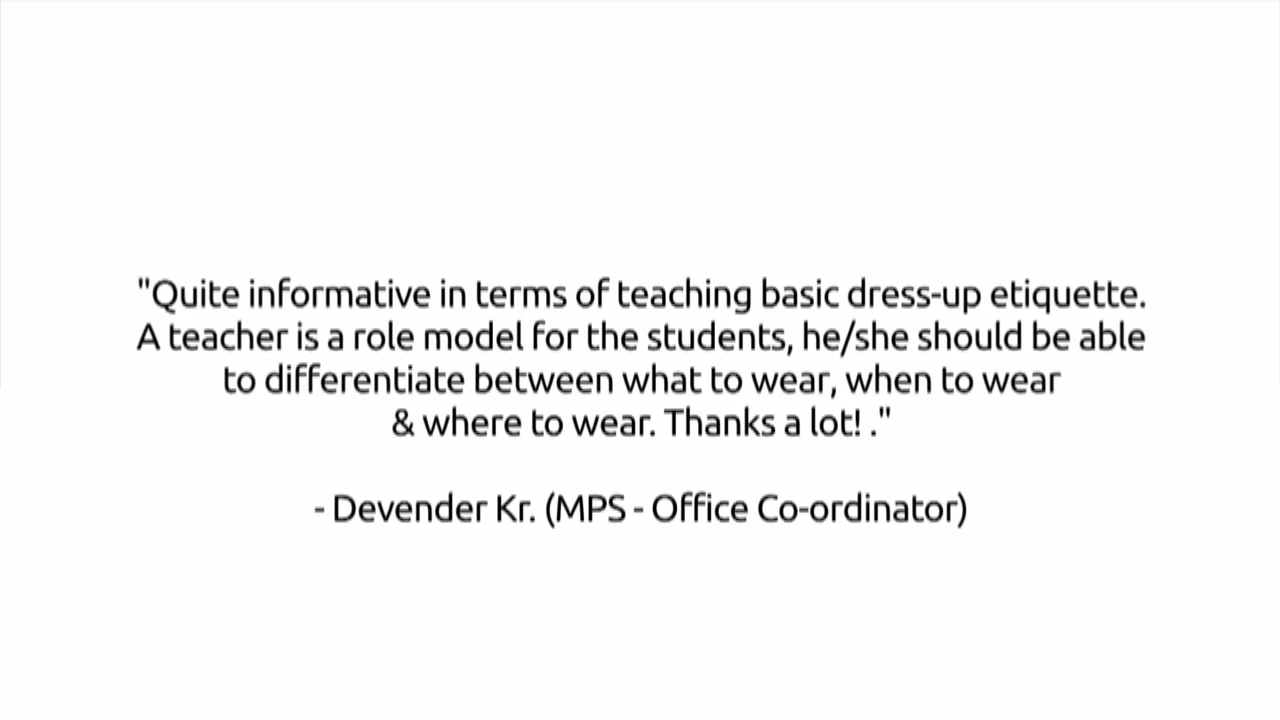 "Quite informative in terms of teaching basic dress-up etiquette.
A teacher is a role model for the students, he/she should be able
to differentiate between what to wear, when to wear
& where to wear. Thanks a lot! ."
- Devender Kr. (MPS - Office Co-ordinator)